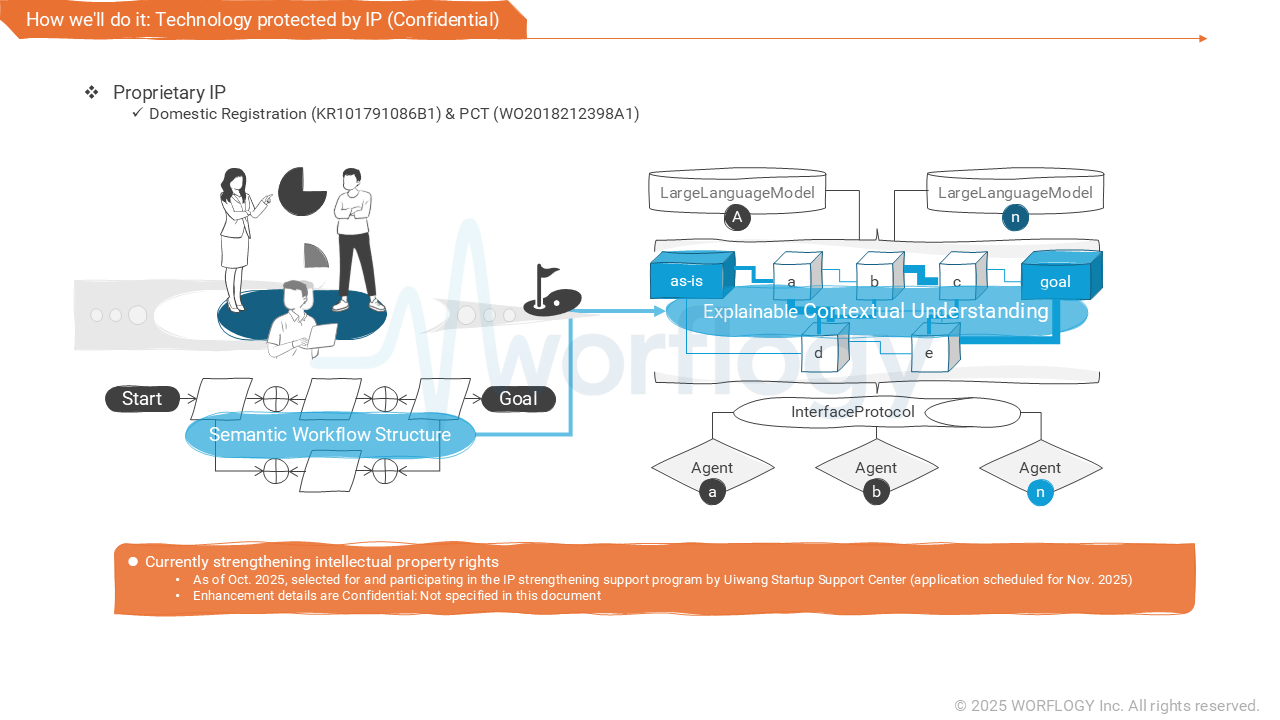 How we'll do it: Technology protected by IP (Confidential)
❖ Proprietary IP
✓ Domestic Registration (KR101791086B1) & PCT (WO2018212398A1)
LargeLanguageModel
A
LargeLanguageModel
n
as-is
a
b
c
goal
Explainable Contextual Understanding
d
e
worflogy
Start
Goal
Semantic Workflow Structure
InterfaceProtocol
Agent
a
Agent
b
Agent
n
● Currently strengthening intellectual property rights
• As of Oct. 2025, selected for and participating in the IP strengthening support program by Uiwang Startup Support Center (application scheduled for Nov. 2025)
• Enhancement details are Confidential: Not specified in this document
© 2025 WORFLOGY Inc. All rights reserved.